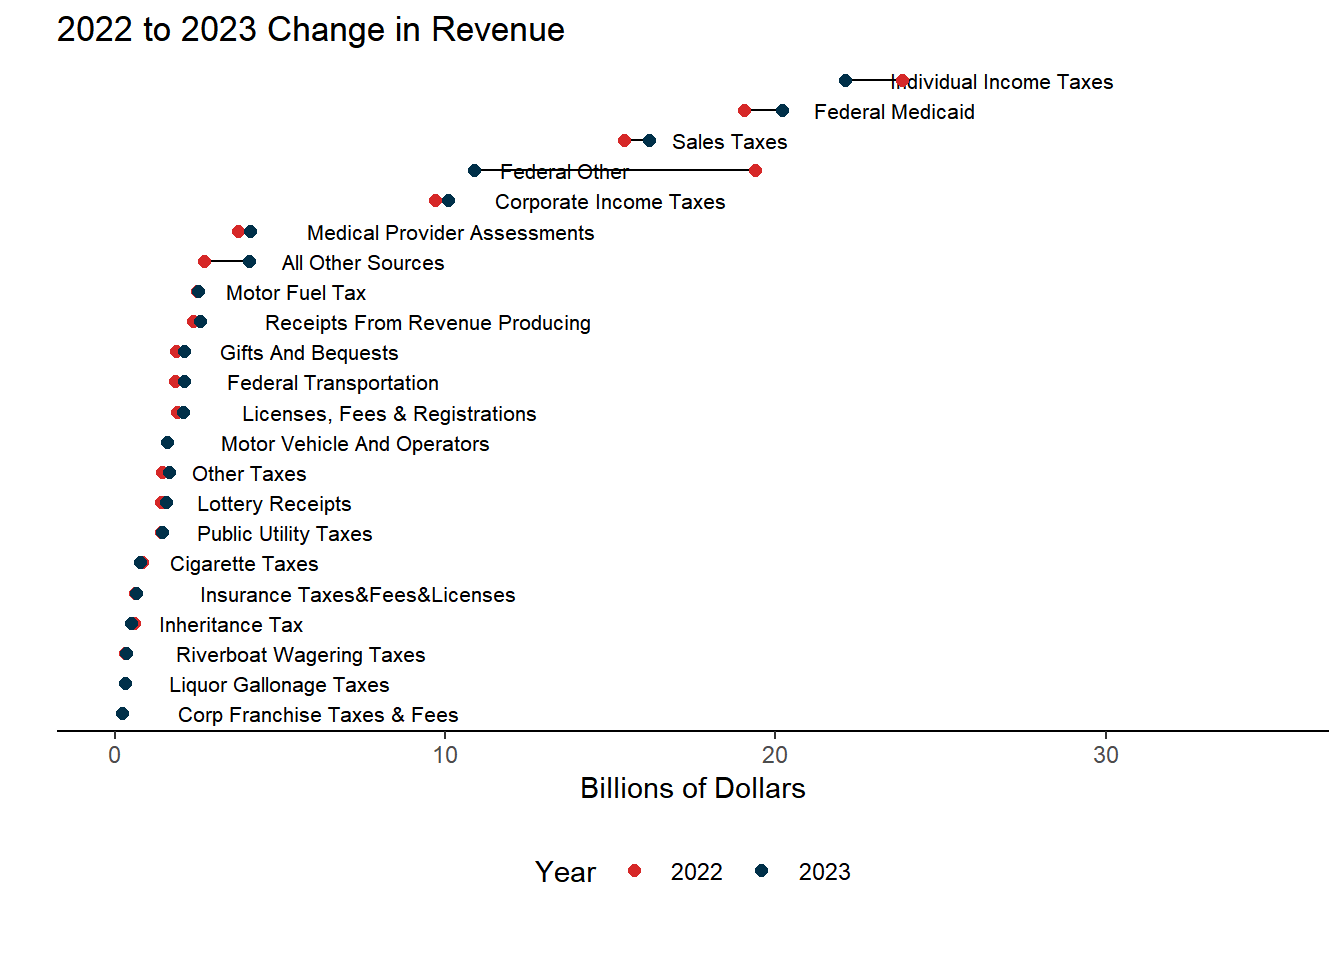 2022 to 2023 Change in Revenue
Individual Income Taxes
Federal Medicaid
Sales Taxes
Federal Other
Corporate Income Taxes
Medical Provider Assessments
All Other Sources
Motor Fuel Tax
Receipts From Revenue Producing
Gifts And Bequests
Federal Transportation
Licenses, Fees & Registrations
Motor Vehicle And Operators
Other Taxes
Lottery Receipts
Public Utility Taxes
Cigarette Taxes
Insurance Taxes&Fees&Licenses
Inheritance Tax
Riverboat Wagering Taxes
Liquor Gallonage Taxes
Corp Franchise Taxes & Fees
0 10 20 30
Billions of Dollars
Year 2022 2023